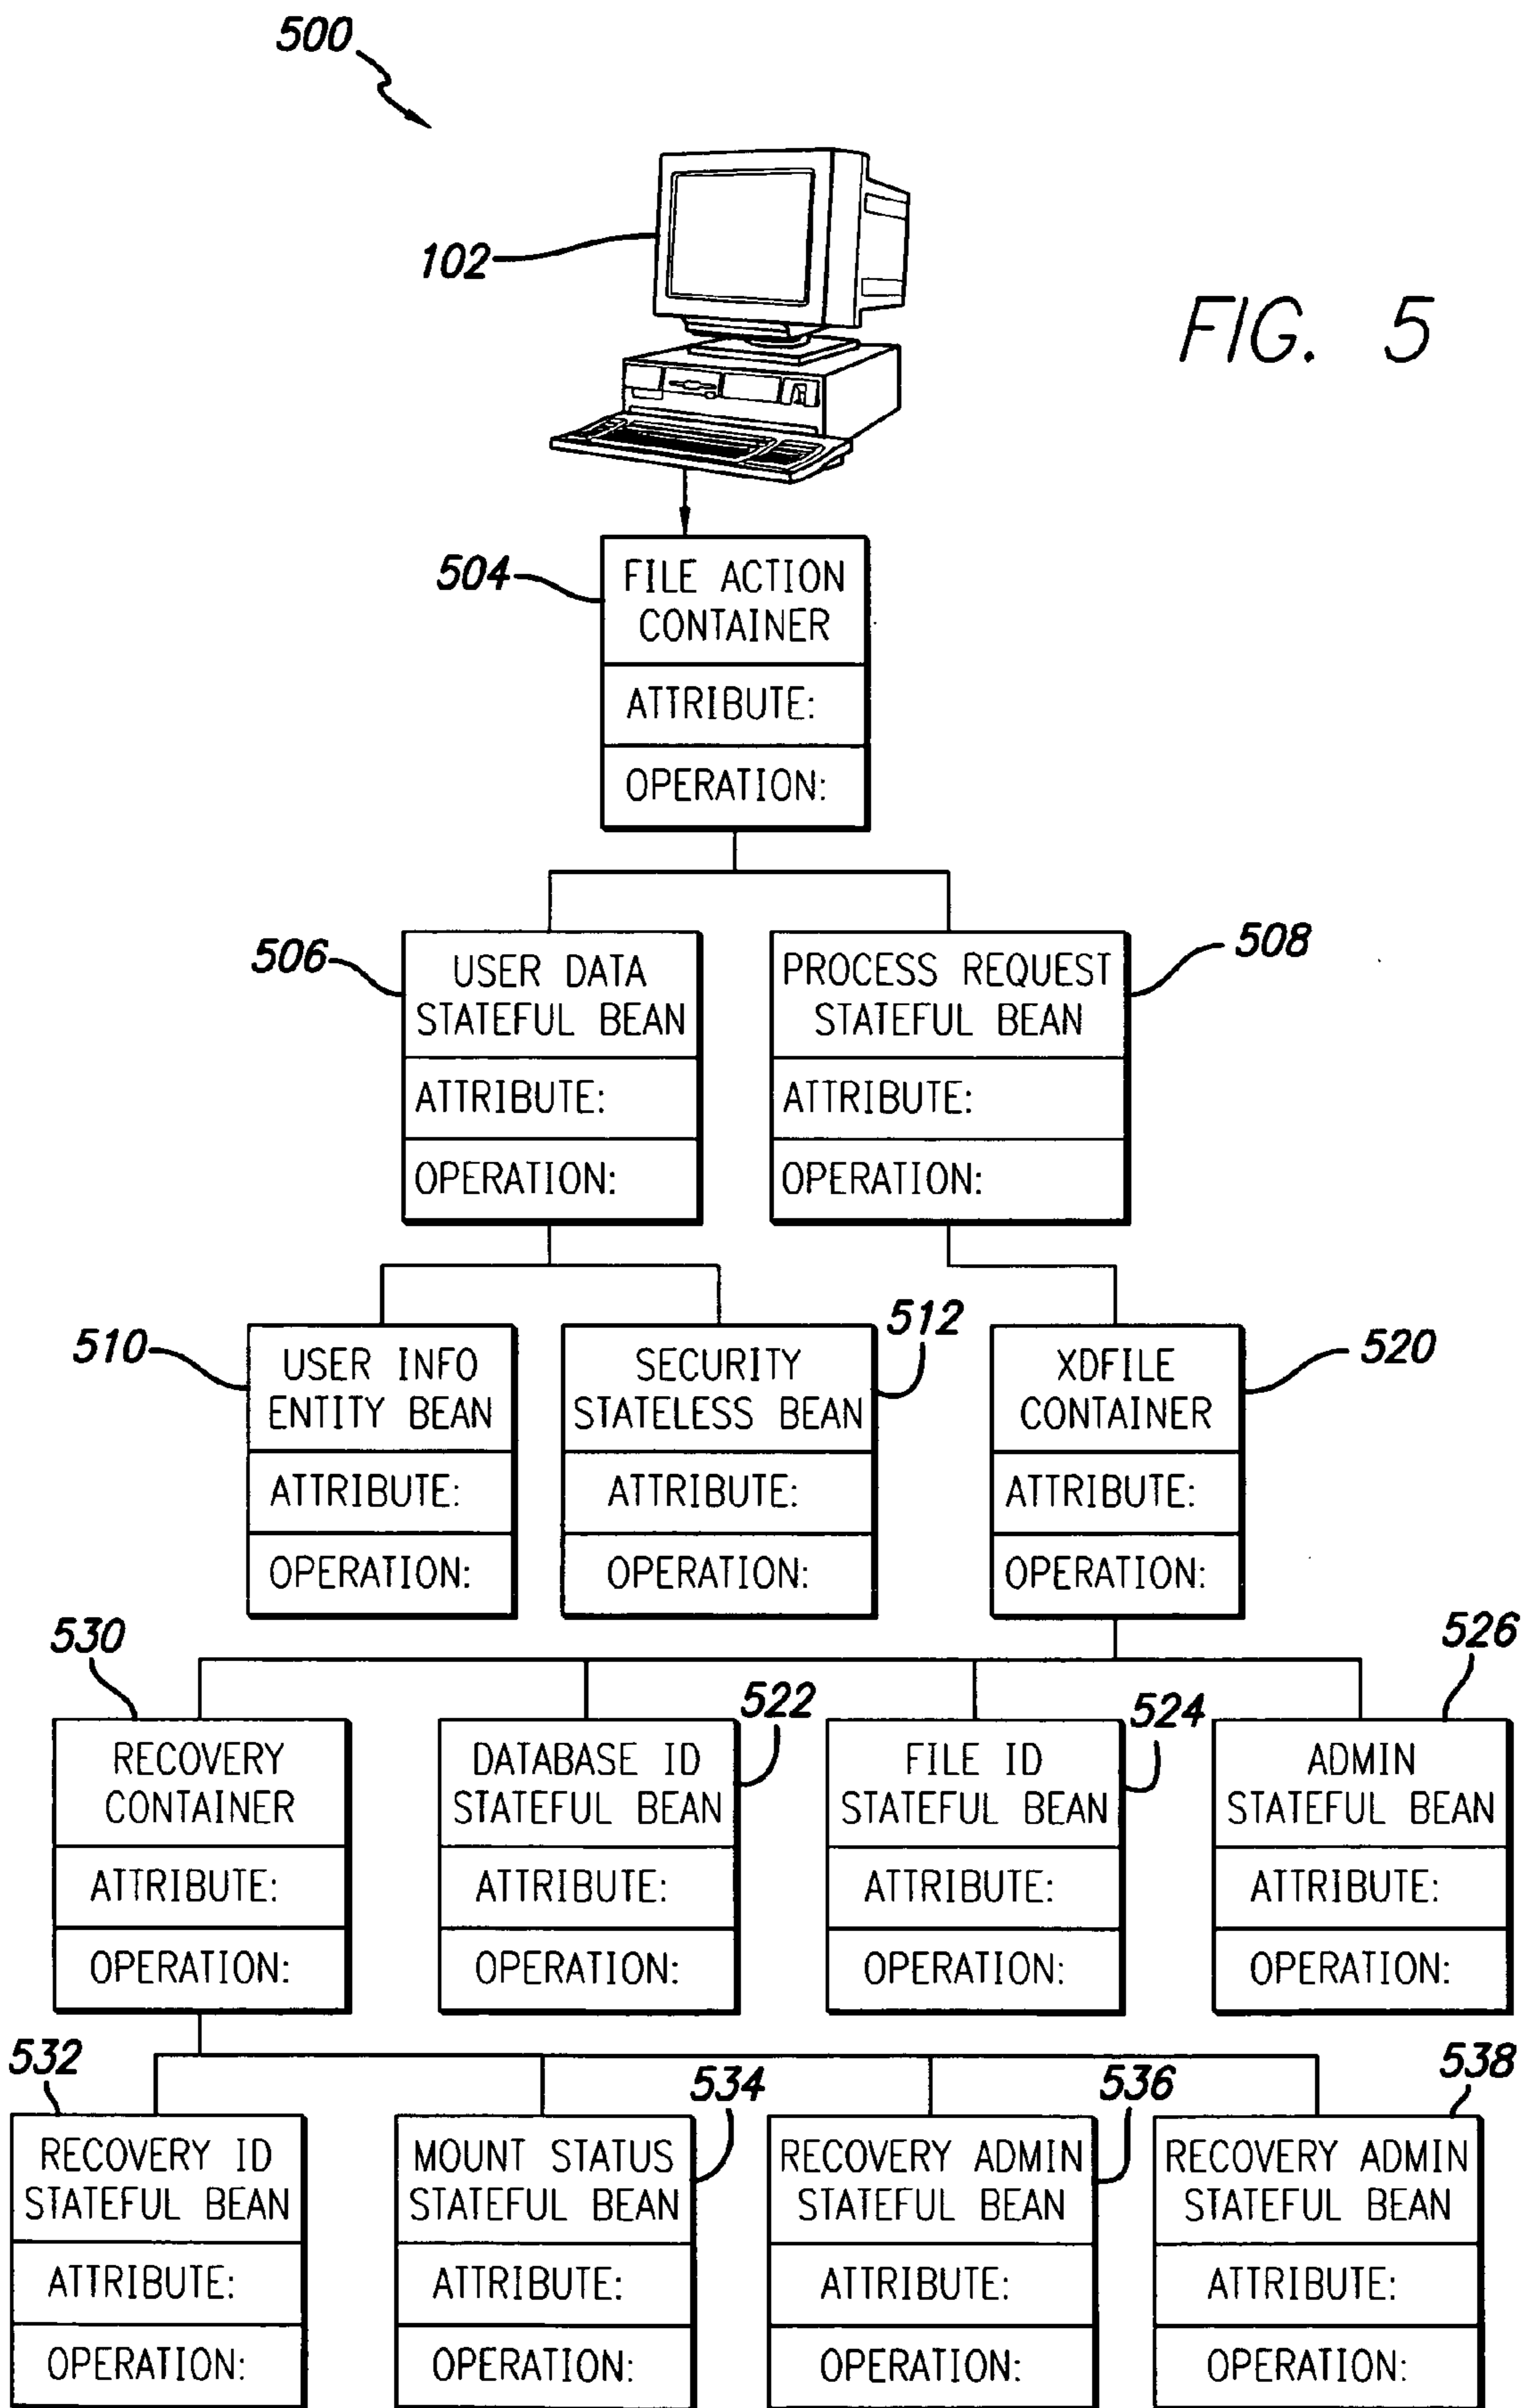 500
102
FIG. 5
504
FILE ACTION
CONTAINER
ATTRIBUTE:
OPERATION:
506
USER DATA
STATEFUL BEAN
ATTRIBUTE:
OPERATION:
508
PROCESS REQUEST
STATEFUL BEAN
ATTRIBUTE:
OPERATION:
510
USER INFO
ENTITY BEAN
ATTRIBUTE:
OPERATION:
512
SECURITY
STATELESS BEAN
ATTRIBUTE:
OPERATION:
520
XDFILE
CONTAINER
ATTRIBUTE:
OPERATION:
530
RECOVERY
CONTAINER
ATTRIBUTE:
OPERATION:
522
DATABASE ID
STATEFUL BEAN
ATTRIBUTE:
OPERATION:
524
FILE ID
STATEFUL BEAN
ATTRIBUTE:
OPERATION:
526
ADMIN
STATEFUL BEAN
ATTRIBUTE:
OPERATION:
532
RECOVERY ID
STATEFUL BEAN
ATTRIBUTE:
OPERATION:
534
MOUNT STATUS
STATEFUL BEAN
ATTRIBUTE:
OPERATION:
536
RECOVERY ADMIN
STATEFUL BEAN
ATTRIBUTE:
OPERATION:
538
RECOVERY ADMIN
STATEFUL BEAN
ATTRIBUTE:
OPERATION: